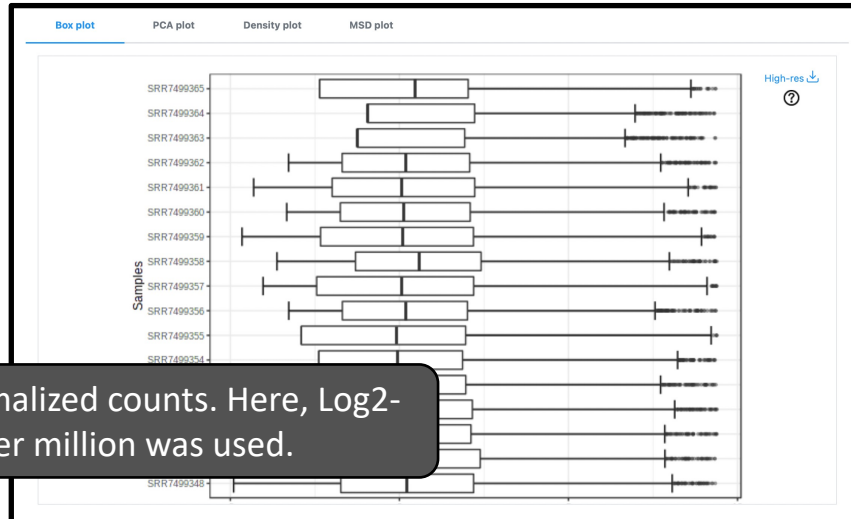 Box plot PCA plot Density plot MSD plot
High-res
?
SRR7499365
SRR7499364
SRR7499363
SRR7499362
SRR7499361
SRR7499360
SRR7499359
SRR7499358
SRR7499357
SRR7499356
SRR7499355
SRR7499354
Samples
malized counts. Here, Log2-
er million was used.
SRR7499348